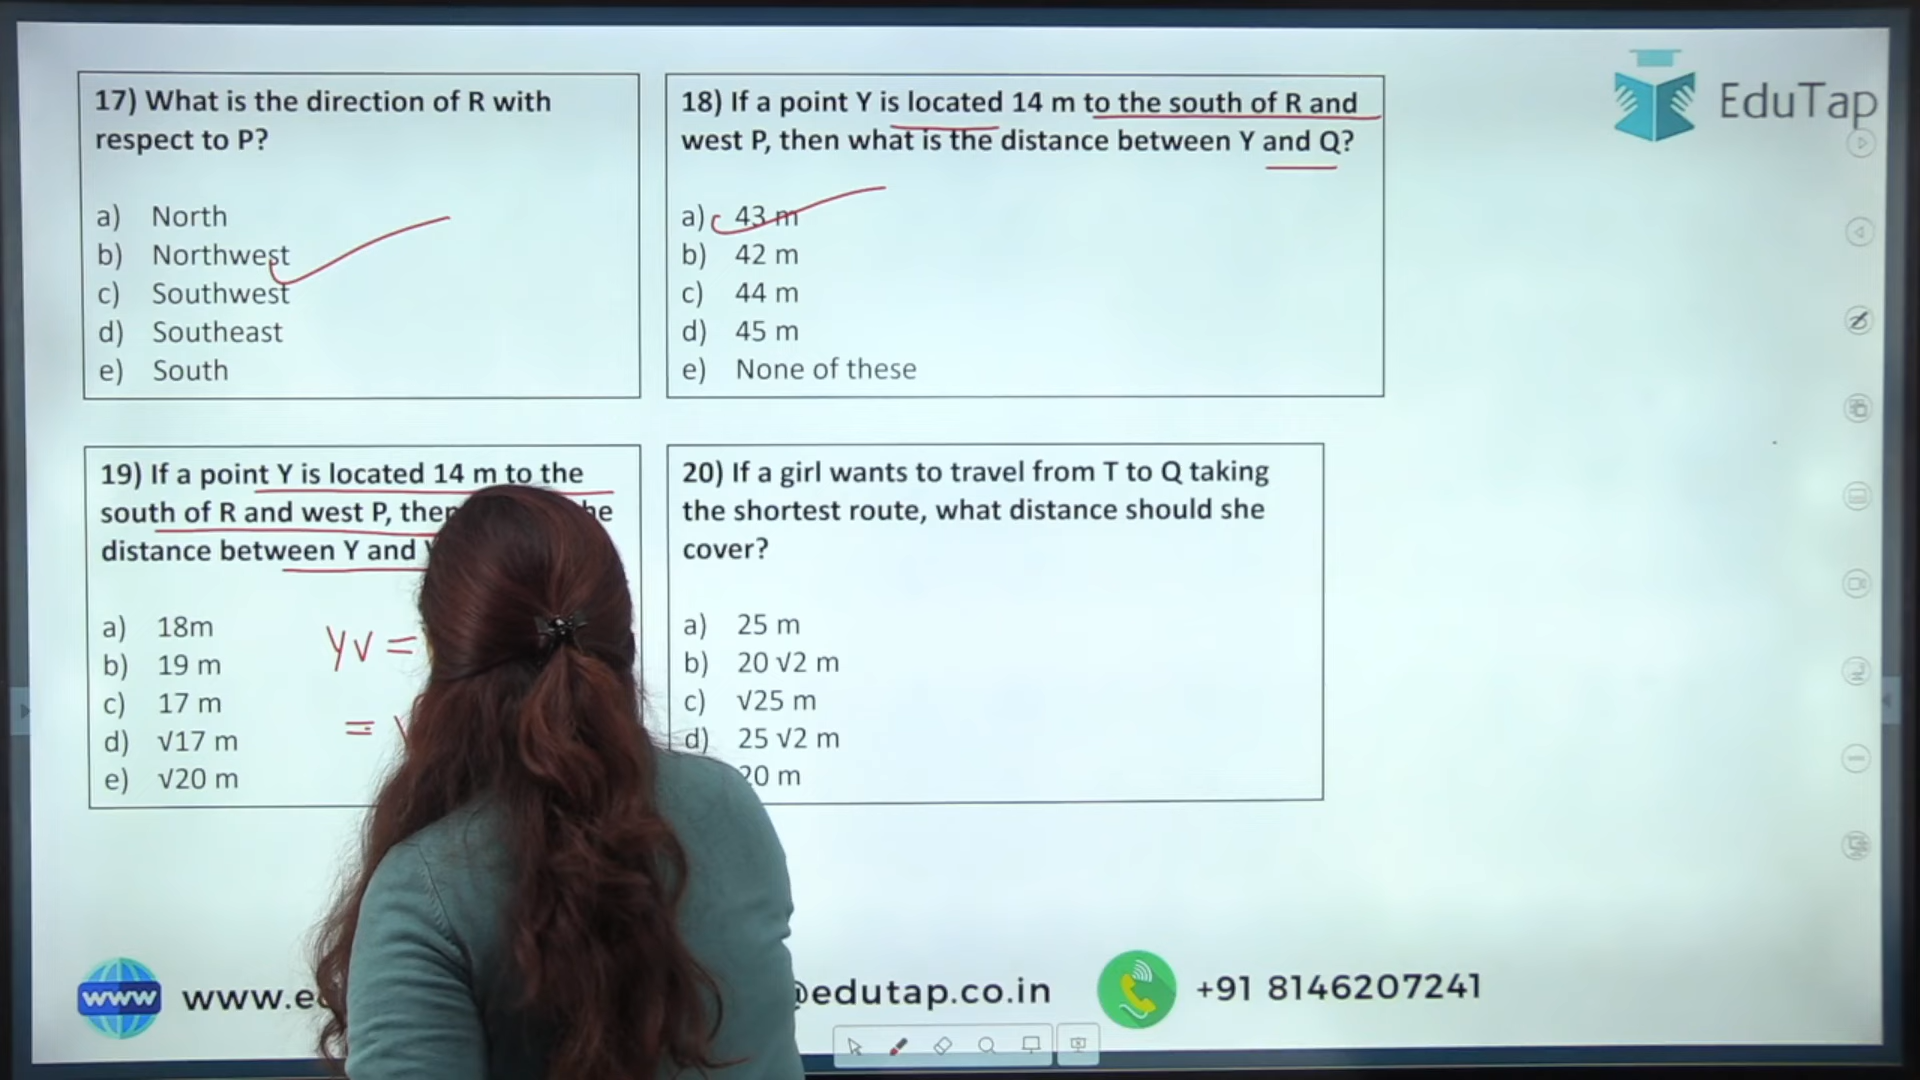 EduTap
17) What is the direction of R with
respect to P?
a) North
b) Northwest
c) Southwest
d) Southeast
e) South
18) If a point Y is located 14 m to the south of R and
west P, then what is the distance between Y and Q?
a) 43 m
b) 42 m
c) 44 m
d) 45 m
e) None of these
19) If a point Y is located 14 m to the
south of R and west P,
distance between Y and
a) 18m
b) 19 m
c) 17 m
d) √17 m
e) √20 m
YV =
=
20) If a girl wants to travel from T to Q taking
the shortest route, what distance should she
cover?
a) 25 m
b) 20 √2 m
c) √25 m
d) 25 √2 m
20 m
www
@edutap.co.in
+91 8146207241